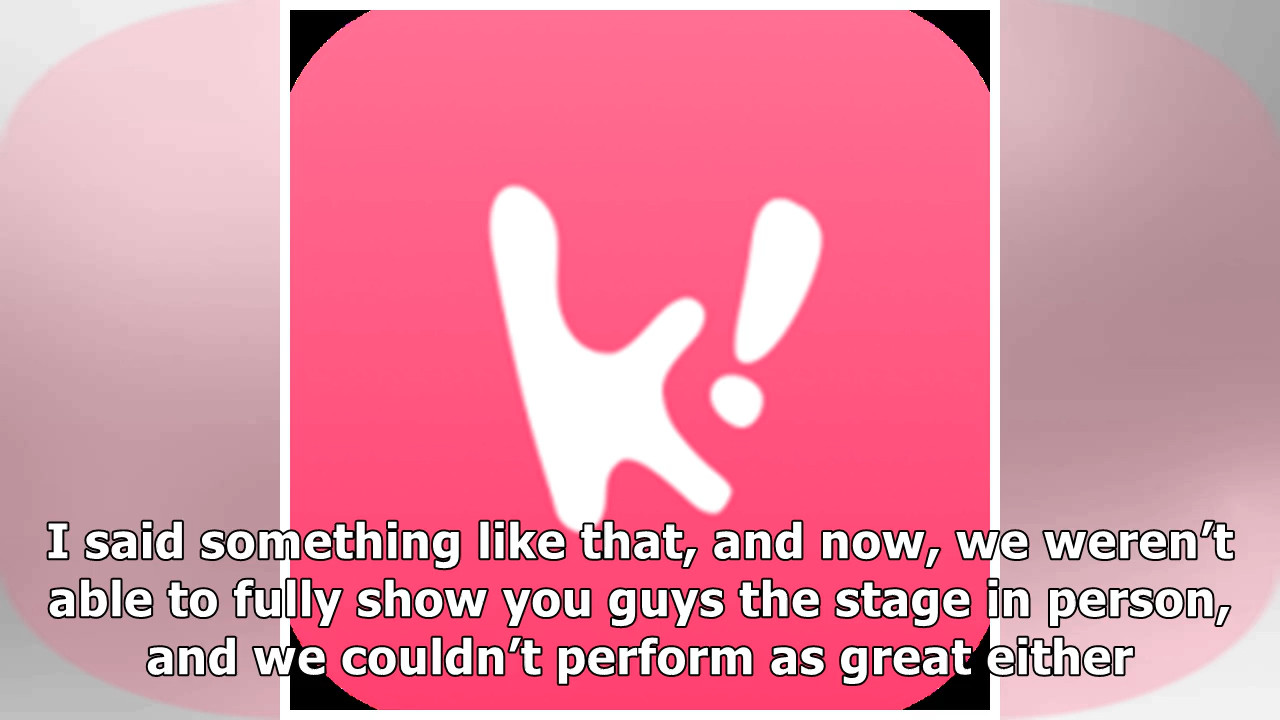 k!
I said something like that, and now, we weren’t
able to fully show you guys the stage in person,
and we couldn’t perform as great either